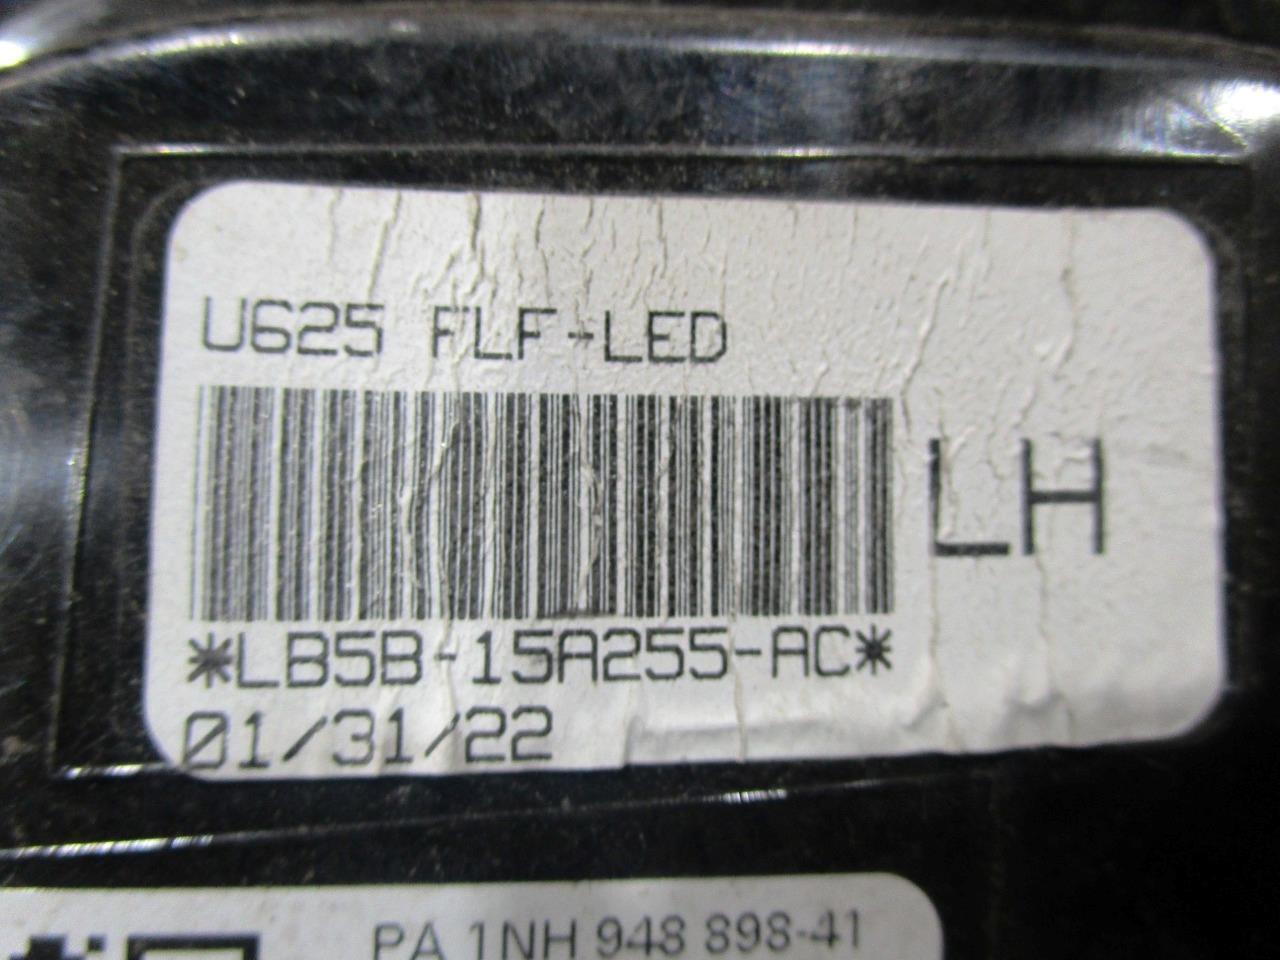 U625 FLF-LED
LH
*LB5B-15A255-AC*
01/31/22
PA 1NH 948 898-41